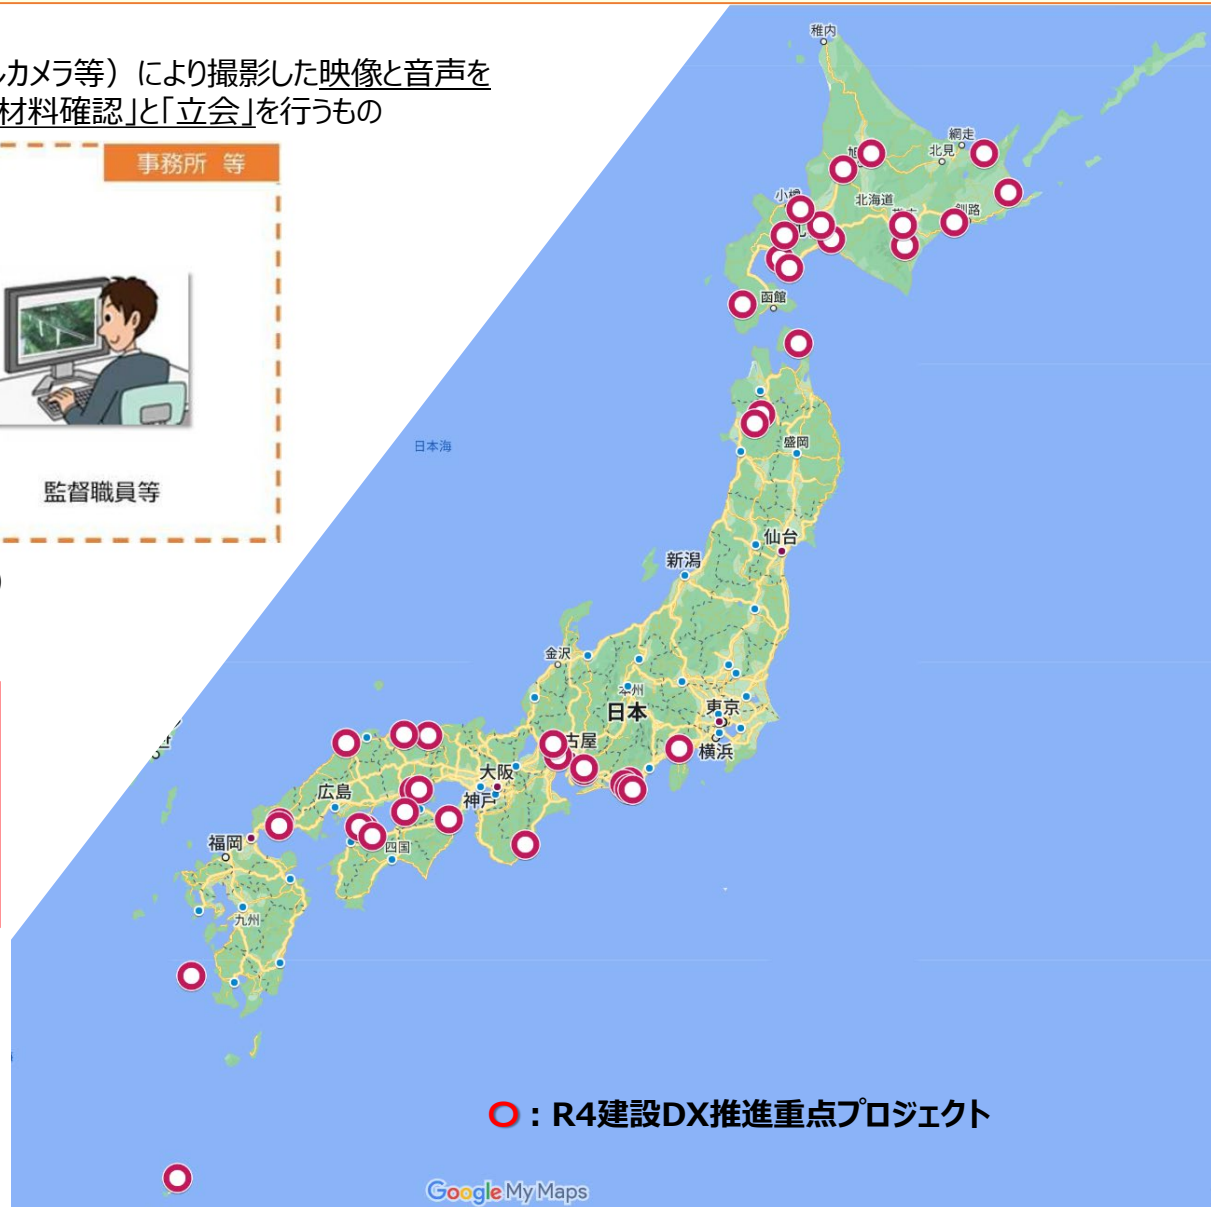 ルカメラ等）により撮影した映像と音声を
材料確認」と「立会」を行うもの
事務所 等
監督職員等
）
稚内
網走
北見
旭
小樽
北海道
釧路
函館
日本海
盛岡
仙台
新潟
金沢
本州
日本
東京
横浜
古屋
大阪
神戸
広島
四国
福岡
九州
：R4建設DX推進重点プロジェクト
Google My Maps